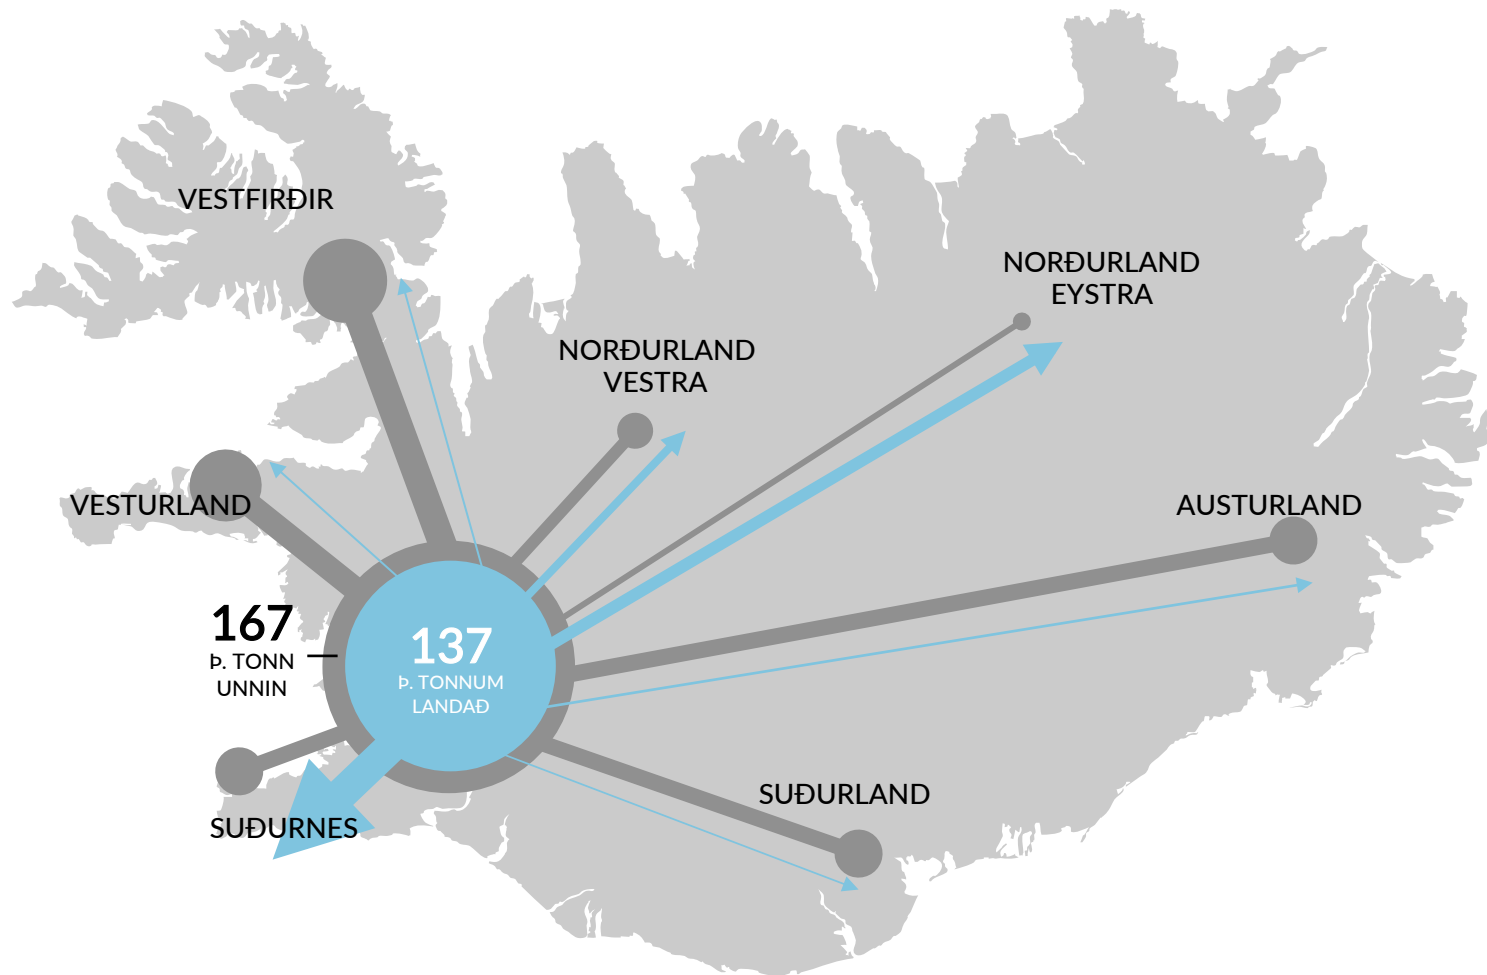 VESTFIRÐIR
NORÐURLAND
EYSTRA
NORÐURLAND
VESTRA
VESTURLAND
AUSTURLAND
167
Þ. TONN
UNNIN
137
Þ. TONNUM
LANDAÐ
SUÐURLAND
SUÐURNES